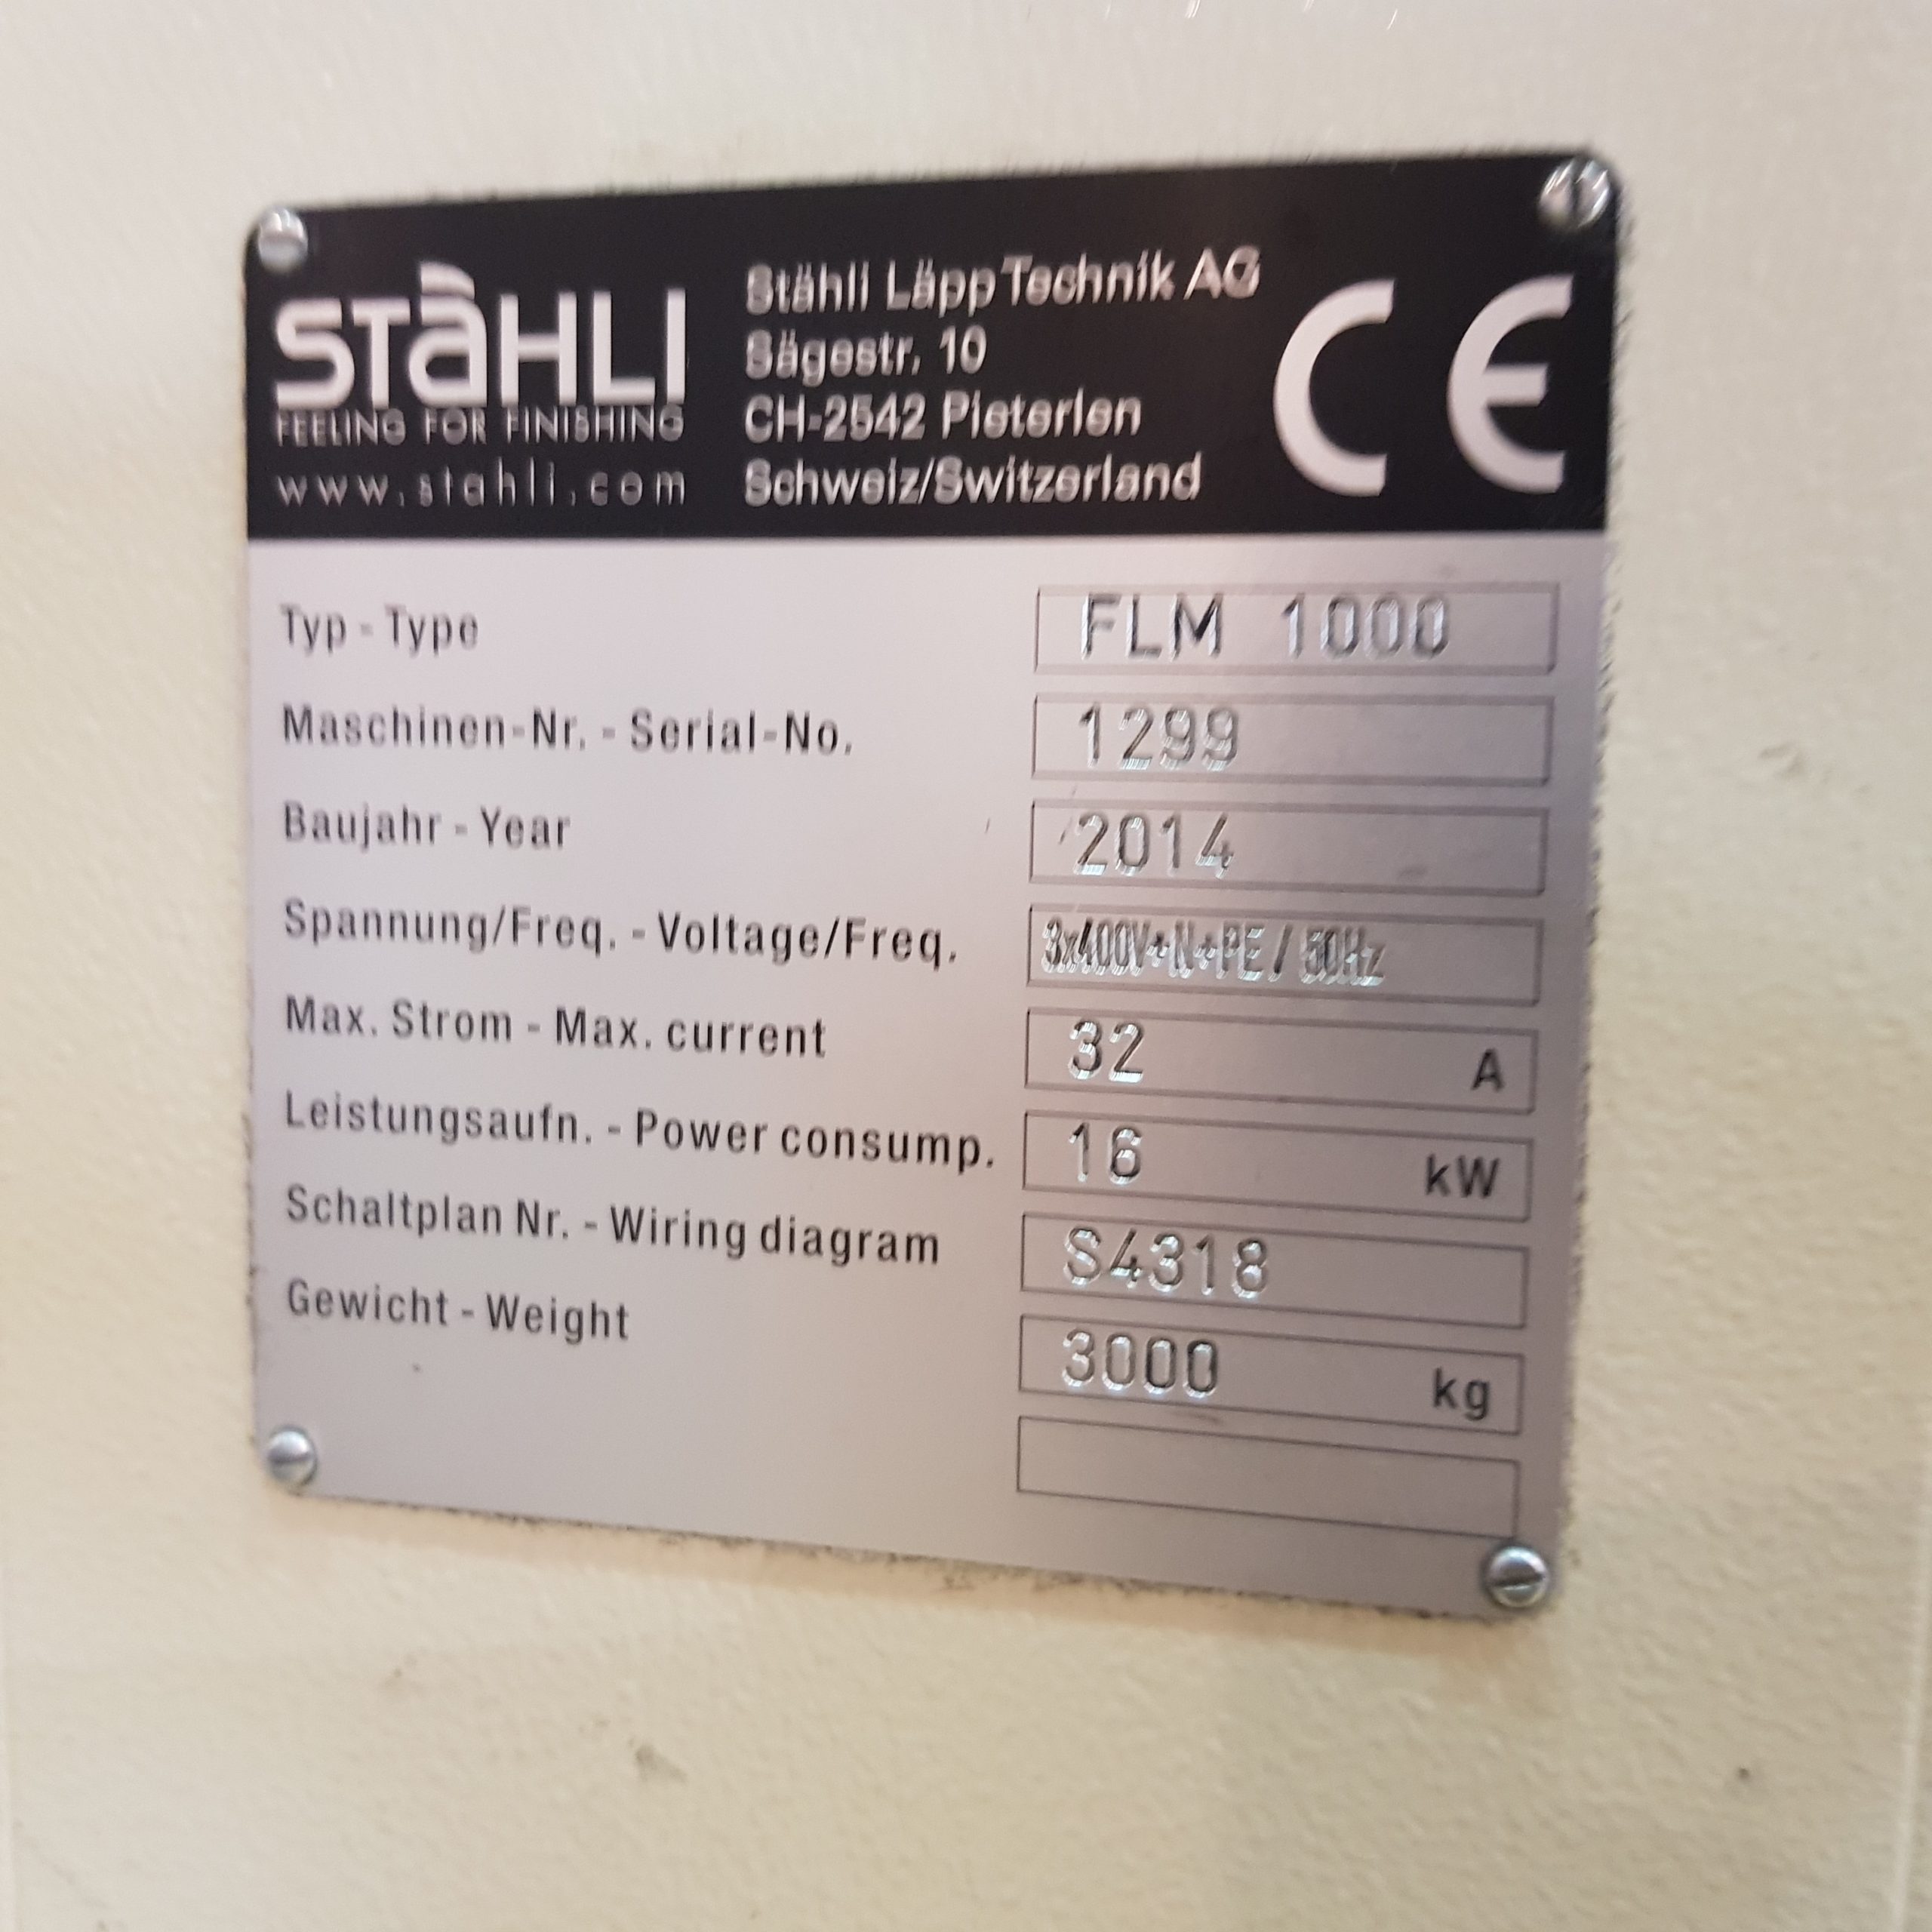 STäHLI
FEELING FOR FINISHING
www.stahli.com
Stähli Läpp Technik AG
Sägestr. 10
CH-2542 Pieterlen
Schweiz/Switzerland
CE
Typ - Type FLM 1000
Maschinen-Nr. - Serial-No. 1299
Baujahr - Year 2014
Spannung/Freq. - Voltage/Freq. 3x400V+N+PE / 50Hz
Max. Strom - Max. current 32 A
Leistungsaufn. - Power consump. 16 kW
Schaltplan Nr. - Wiring diagram S4318
Gewicht - Weight 3000 kg